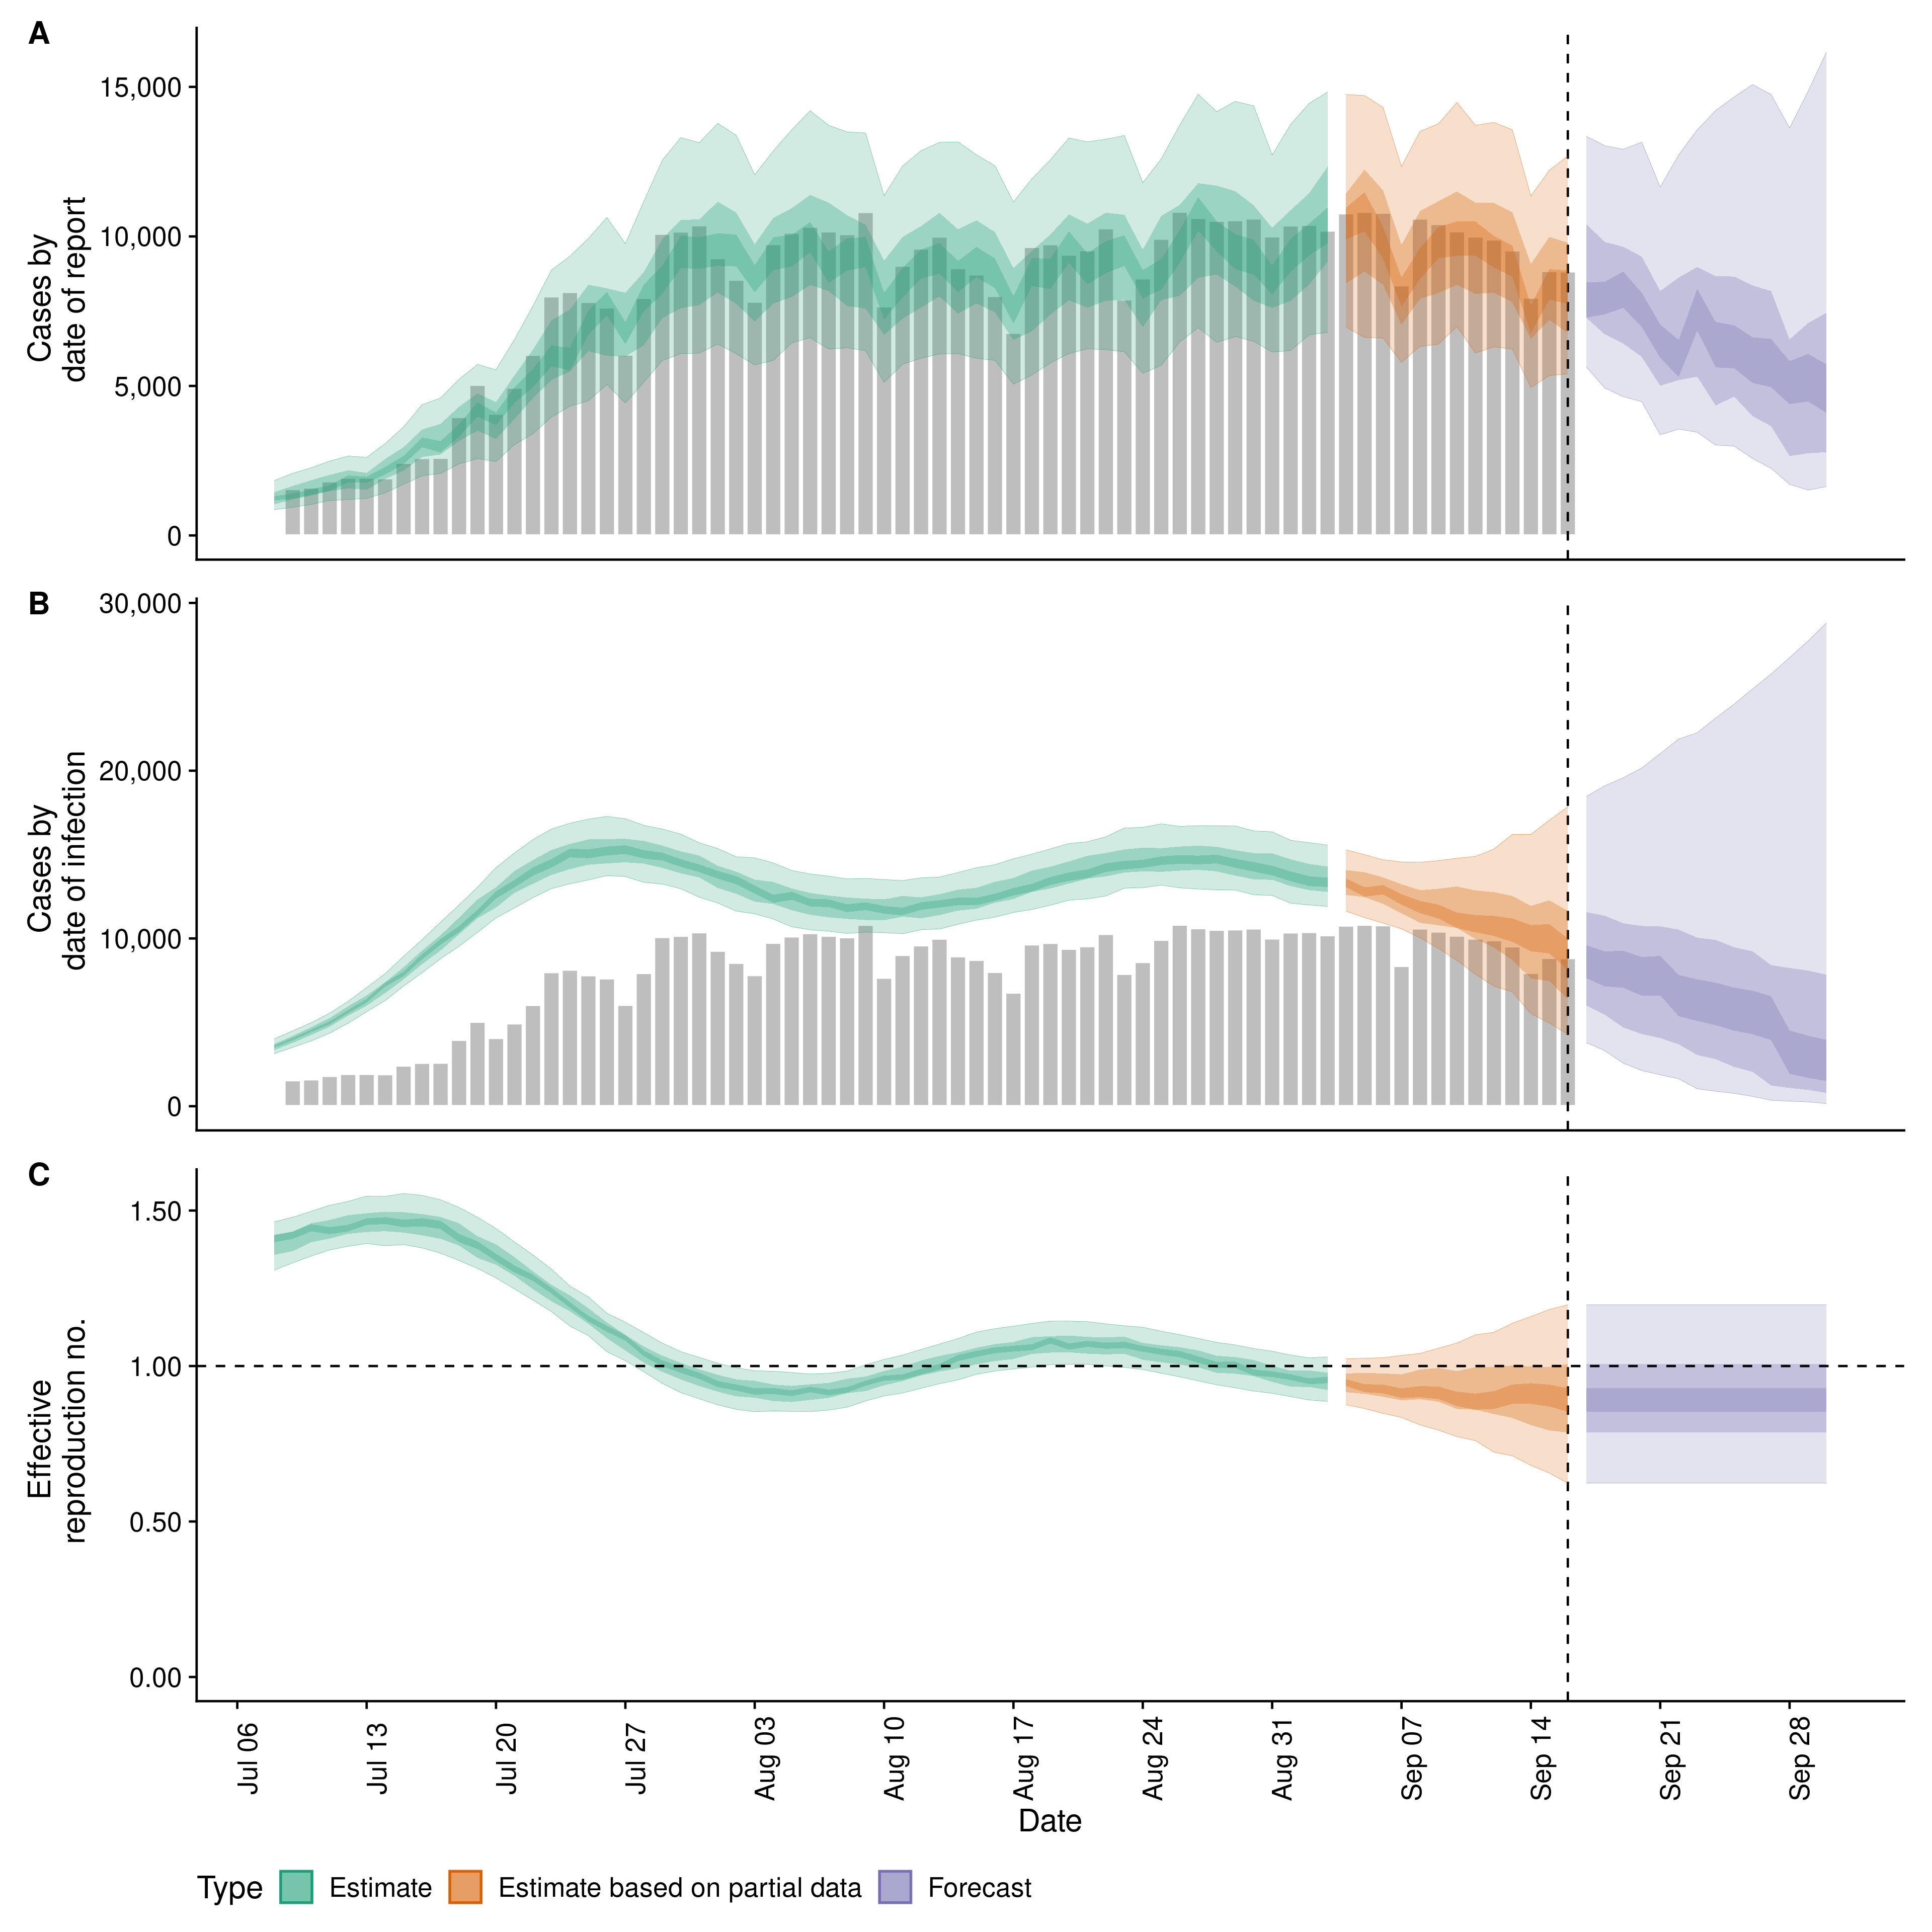 A
Cases by
date of report
15,000
10,000
5,000
0
B
Cases by
date of infection
30,000
20,000
10,000
0
C
Effective
reproduction no.
1.50
1.00
0.50
0.00
Jul 06
Jul 13
Jul 20
Jul 27
Aug 03
Aug 10
Aug 17
Aug 24
Aug 31
Sep 07
Sep 14
Sep 21
Sep 28
Date
Type Estimate Estimate based on partial data Forecast